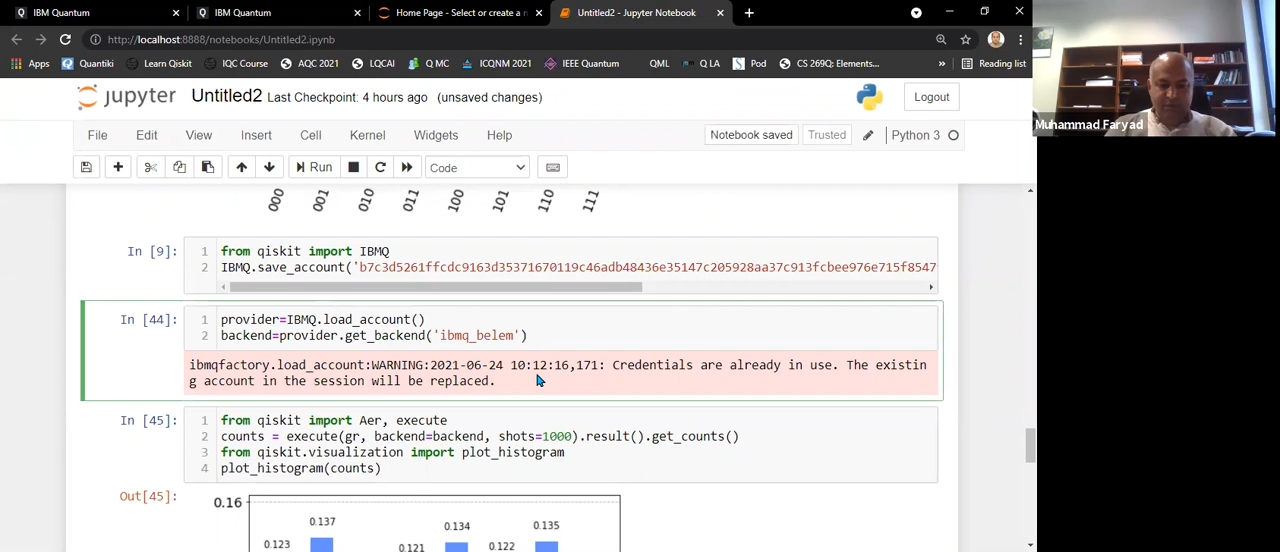 IBM Quantum
IBM Quantum
Home Page - Select or create a n
Untitled2 - Jupyter Notebook
http://localhost:8888/notebooks/Untitled2.ipynb
Apps Quantiki Learn Qiskit IQC Course AQC 2021 LQCAI Q MC ICQNM 2021 IEEE Quantum QML Q LA Pod CS 269Q: Elements... » Reading list
jupyter Untitled2 Last Checkpoint: 4 hours ago (unsaved changes) Logout
Muhammad Faryad
File Edit View Insert Cell Kernel Widgets Help Notebook saved Trusted Python 3
Run Code
000 001 010 011 100 101 110 111
In [9]: 1 from qiskit import IBMQ
2 IBMQ.save_account('b7c3d5261ffcdc9163d35371670119c46adb48436e35147c205928aa37c913fcbee976e715f8547
In [44]: 1 provider=IBMQ.load_account()
2 backend=provider.get_backend('ibmq_belem')
ibmqfactory.load_account:WARNING:2021-06-24 10:12:16,171: Credentials are already in use. The existin
g account in the session will be replaced.
In [45]: 1 from qiskit import Aer, execute
2 counts = execute(gr, backend=backend, shots=1000).result().get_counts()
3 from qiskit.visualization import plot_histogram
4 plot_histogram(counts)
Out[45]: 0.16
0.137 0.134 0.135
0.123 0.121 0.122